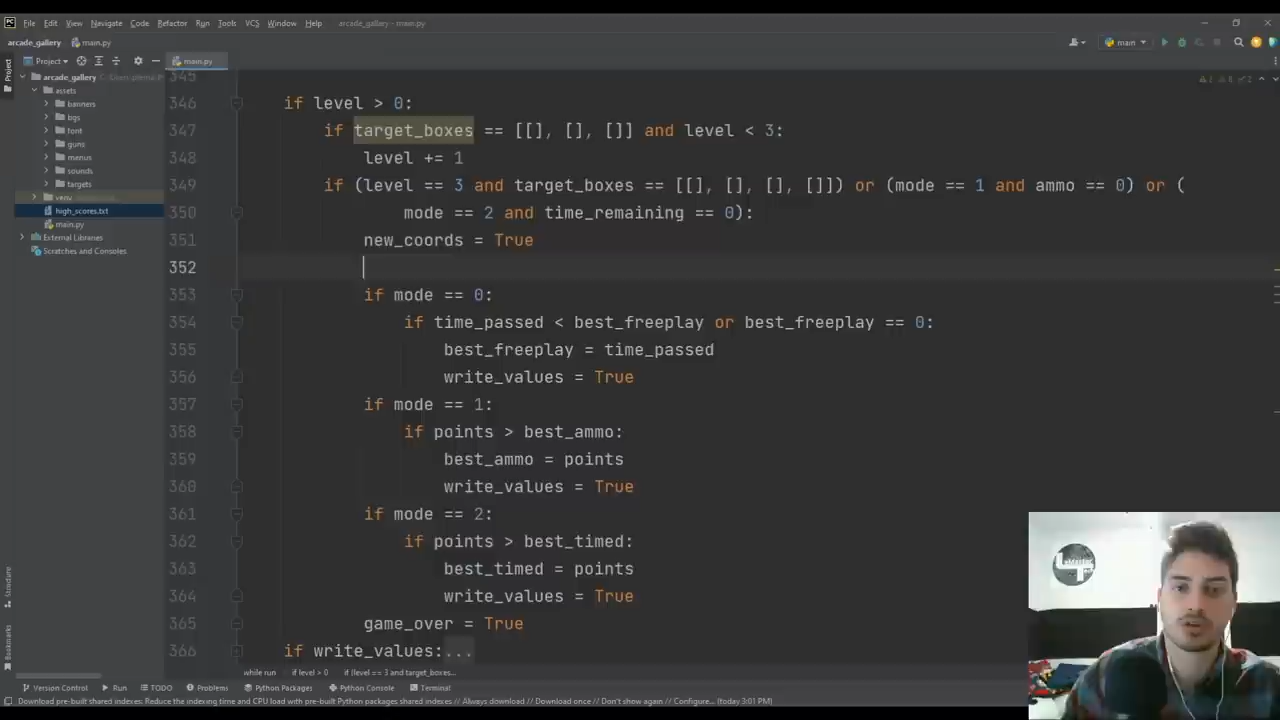 File Edit View Navigate Code Refactor Run Tools VCS Window Help arcade_gallery - main.py
arcade_gallery main.py main
Project main.py
Project
arcade_gallery
assets
banners
bgs
font
guns
menus
sounds
targets
venv
high_scores.txt
main.py
External Libraries
Scratches and Consoles
345
346 if level > 0:
347 if target_boxes == [[], [], []] and level < 3:
348 level += 1
349 if (level == 3 and target_boxes == [[], [], [], []]) or (mode == 1 and ammo == 0) or (
350 mode == 2 and time_remaining == 0):
351 new_coords = True
352
353 if mode == 0:
354 if time_passed < best_freeplay or best_freeplay == 0:
355 best_freeplay = time_passed
356 write_values = True
357 if mode == 1:
358 if points > best_ammo:
359 best_ammo = points
360 write_values = True
361 if mode == 2:
362 if points > best_timed:
363 best_timed = points
364 write_values = True
365 game_over = True
366 if write_values:...
while run if level > 0 if (level == 3 and target_boxes...
Structure
Bookmarks
Version Control Run TODO Problems Python Packages Python Console Terminal
Download pre-built shared indexes: Reduce the indexing time and CPU load with pre-built Python packages shared indexes // Always download // Download once // Don't show again // Configure... (today 3:01 PM)